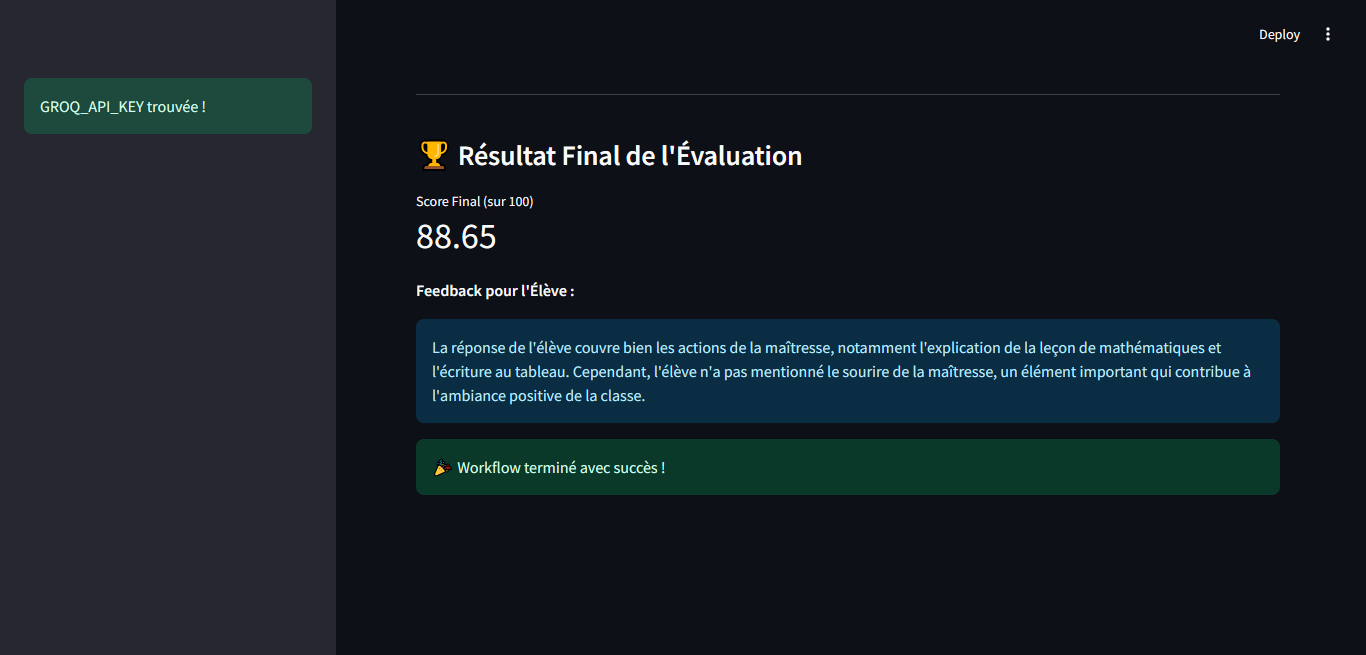 Deploy
GROQ_API_KEY trouvée !
🏆 Résultat Final de l'Évaluation
Score Final (sur 100)
88.65
Feedback pour l'Élève :
La réponse de l'élève couvre bien les actions de la maîtresse, notamment l'explication de la leçon de mathématiques et
l'écriture au tableau. Cependant, l'élève n'a pas mentionné le sourire de la maîtresse, un élément important qui contribue à
l'ambiance positive de la classe.
🎉 Workflow terminé avec succès !